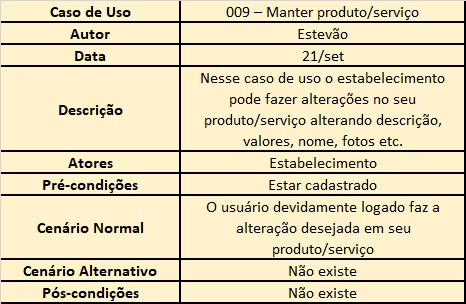 Caso de Uso 009 – Manter produto/serviço
Autor Estevão
Data 21/set
Descrição Nesse caso de uso o estabelecimento
pode fazer alterações no seu
produto/serviço alterando descrição,
valores, nome, fotos etc.
Atores Estabelecimento
Pré-condições Estar cadastrado
Cenário Normal O usuário devidamente logado faz a
alteração desejada em seu
produto/serviço
Cenário Alternativo Não existe
Pós-condições Não existe